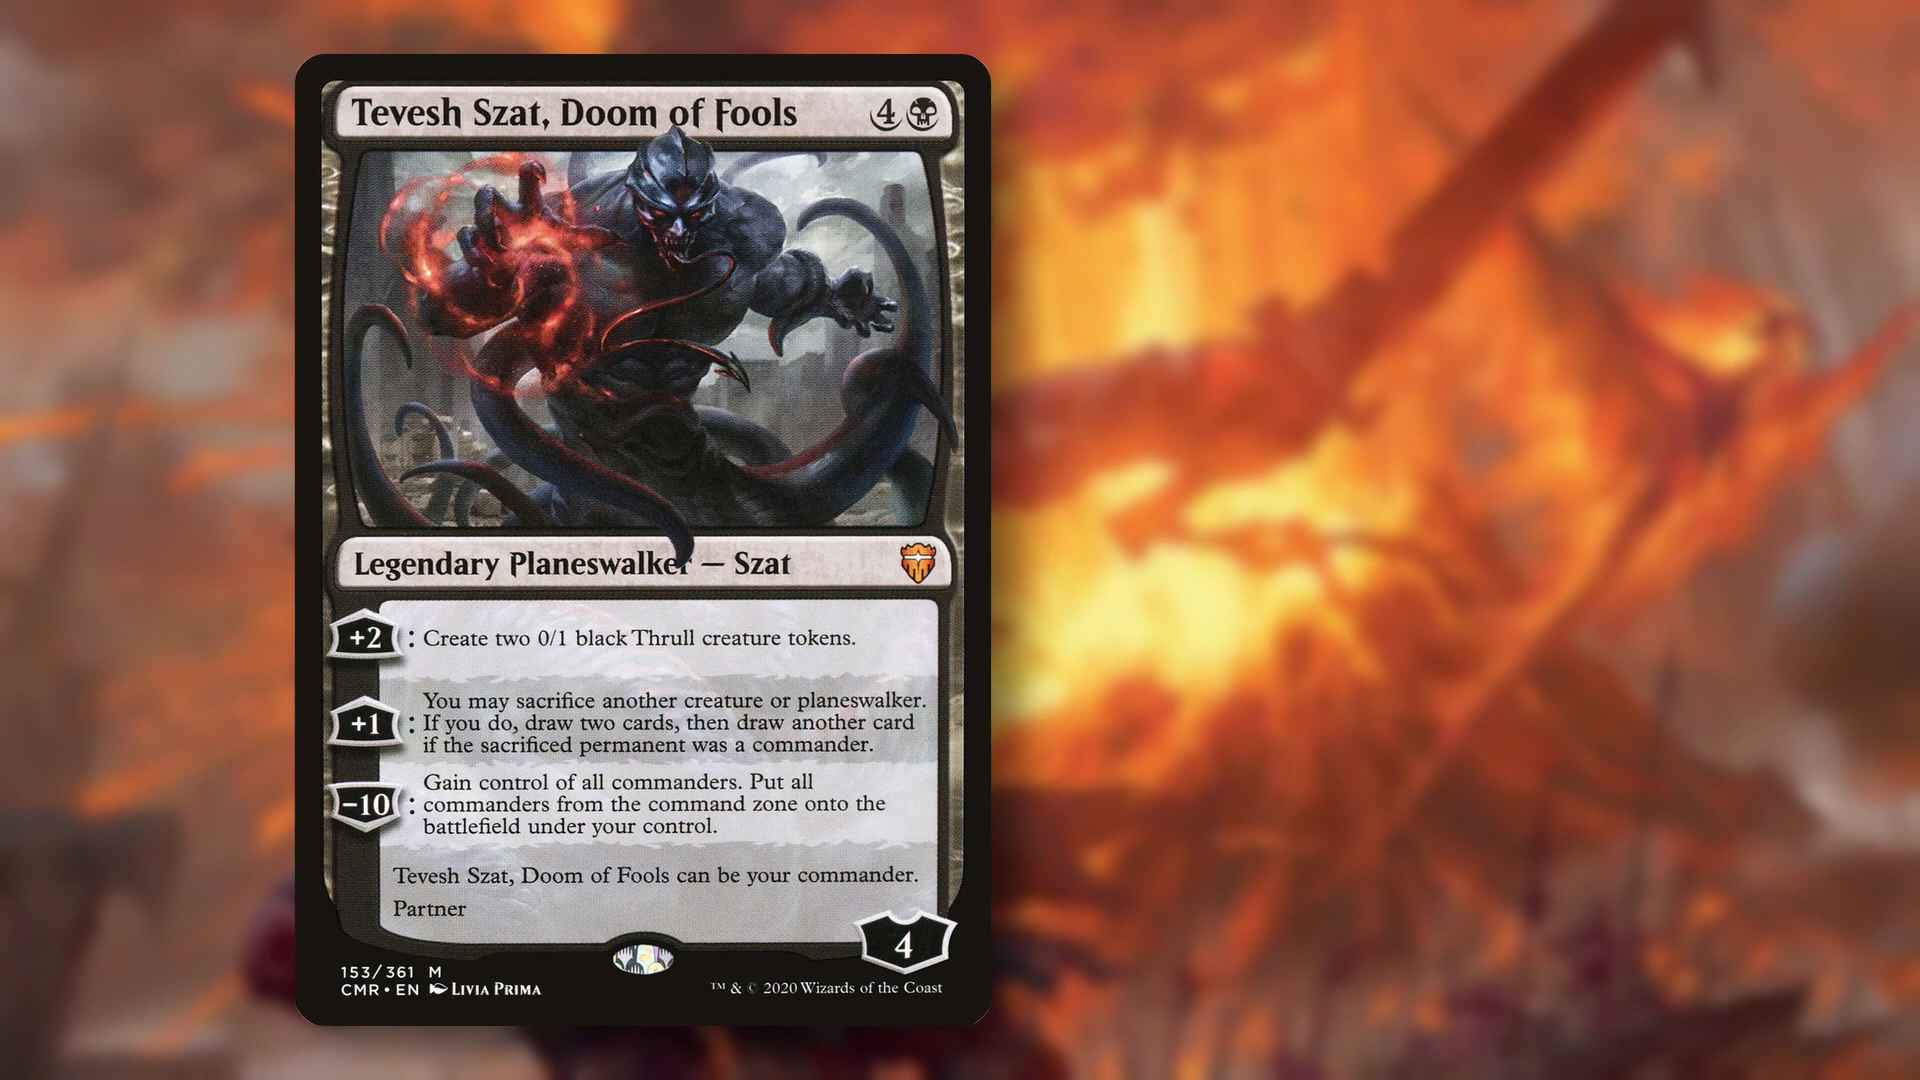 Tevesh Szat, Doom of Fools 4
Legendary Planeswalker — Szat
+2 : Create two 0/1 black Thrull creature tokens.
You may sacrifice another creature or planeswalker.
+1 : If you do, draw two cards, then draw another card
if the sacrificed permanent was a commander.
Gain control of all commanders. Put all
−10 : commanders from the command zone onto the
battlefield under your control.
Tevesh Szat, Doom of Fools can be your commander.
Partner
4
153/361 M
CMR • EN Livia Prima
™ & © 2020 Wizards of the Coast